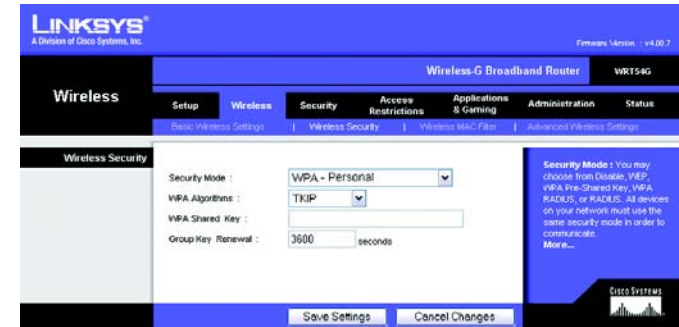 LINKSYS®
A Division of Cisco Systems, Inc.
Firmware Version : v4.00.7
Wireless-G Broadband Router WRT54G
Wireless
Setup Wireless Security Access Restrictions Applications & Gaming Administration Status
Basic Wireless Settings | Wireless Security | Wireless MAC Filter | Advanced Wireless Settings
Wireless Security
Security Mode :
WPA - Personal
WPA Algorithms :
TKIP
WPA Shared Key :
Group Key Renewal :
3600 seconds
Security Mode : You may
choose from Disable, WEP,
WPA Pre-Shared Key, WPA
RADIUS, or RADIUS. All devices
on your network must use the
same security mode in order to
communicate.
More...
CISCO SYSTEMS
Save Settings Cancel Changes